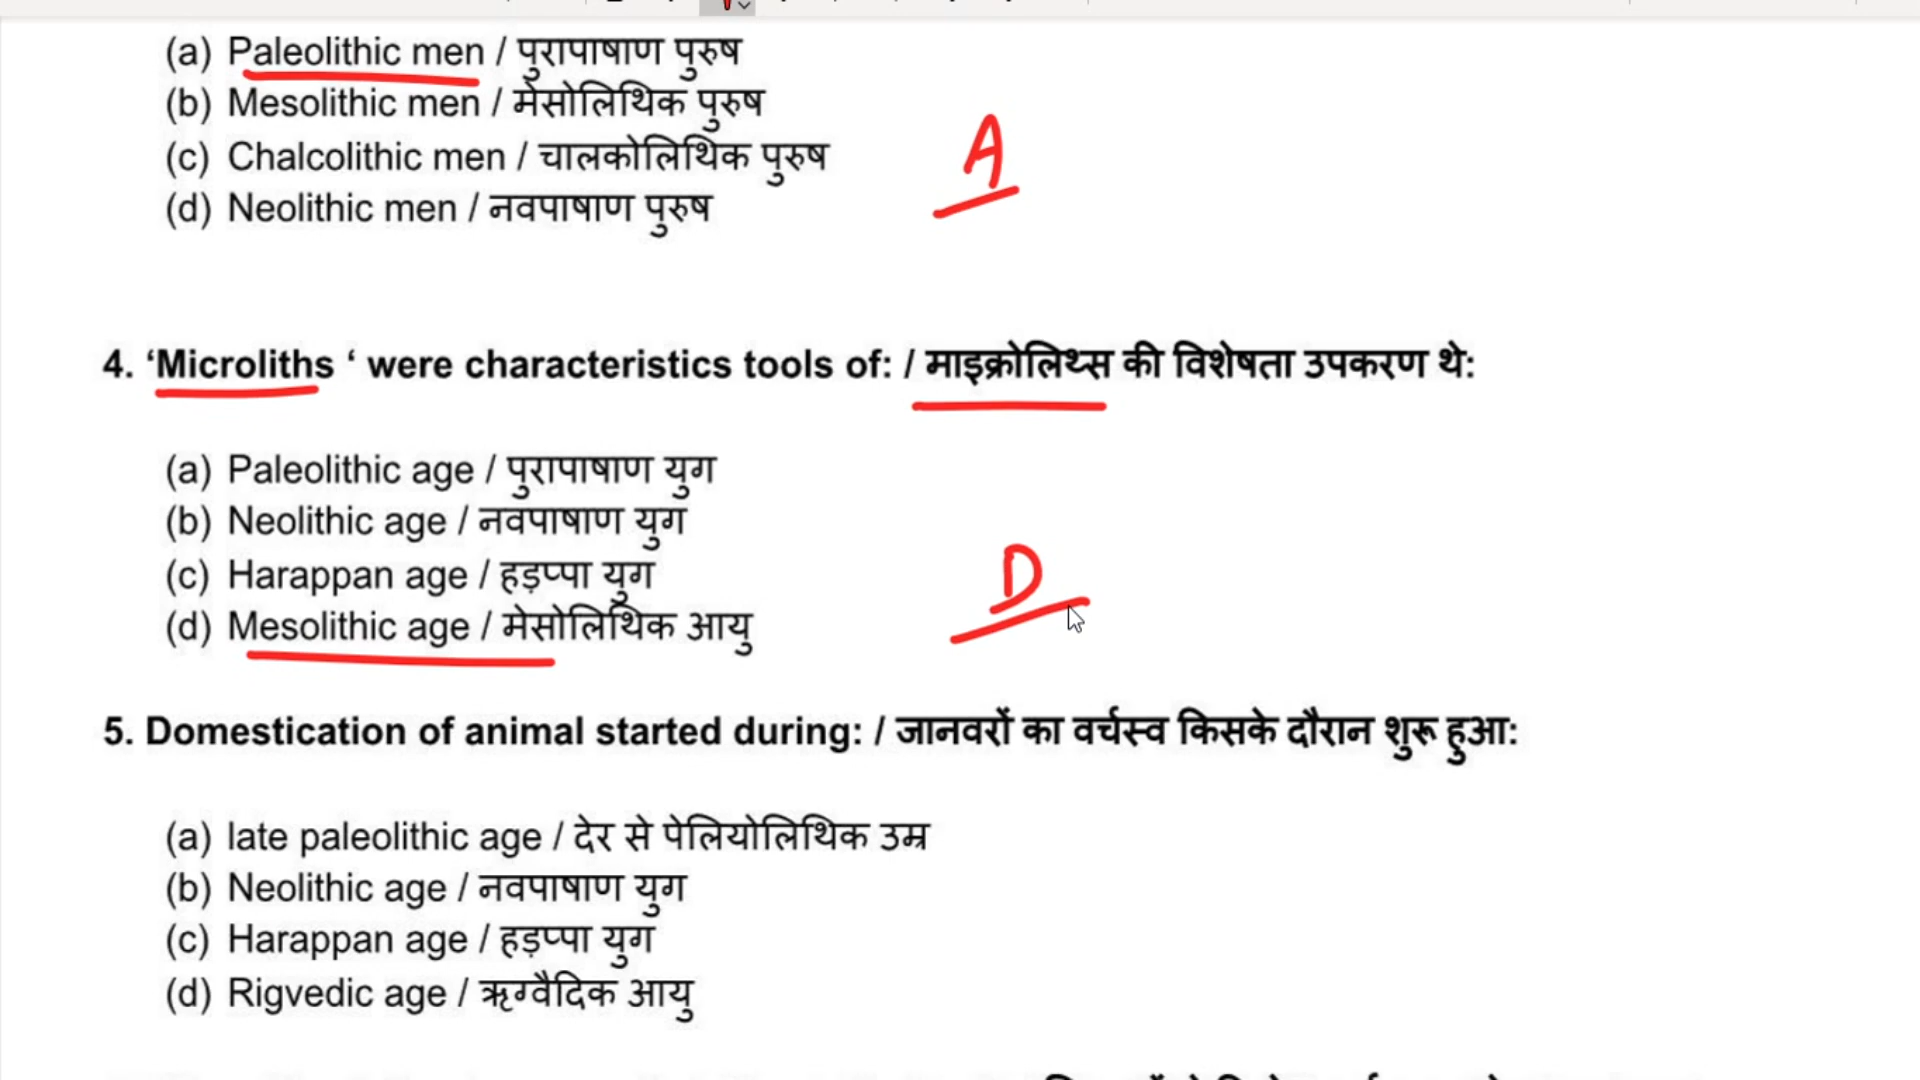 (a) Paleolithic men / पुरापाषाण पुरुष
(b) Mesolithic men / मेसोलिथिक पुरुष
(c) Chalcolithic men / चालकोलिथिक पुरुष
A
(d) Neolithic men / नवपाषाण पुरुष
4. ‘Microliths ‘ were characteristics tools of: / माइक्रोलिथ्स की विशेषता उपकरण थे:
(a) Paleolithic age / पुरापाषाण युग
(b) Neolithic age / नवपाषाण युग
(c) Harappan age / हड़प्पा युग
D
(d) Mesolithic age / मेसोलिथिक आयु
5. Domestication of animal started during: / जानवरों का वर्चस्व किसके दौरान शुरू हुआ:
(a) late paleolithic age / देर से पेलियोलिथिक उम्र
(b) Neolithic age / नवपाषाण युग
(c) Harappan age / हड़प्पा युग
(d) Rigvedic age / ऋग्वैदिक आयु